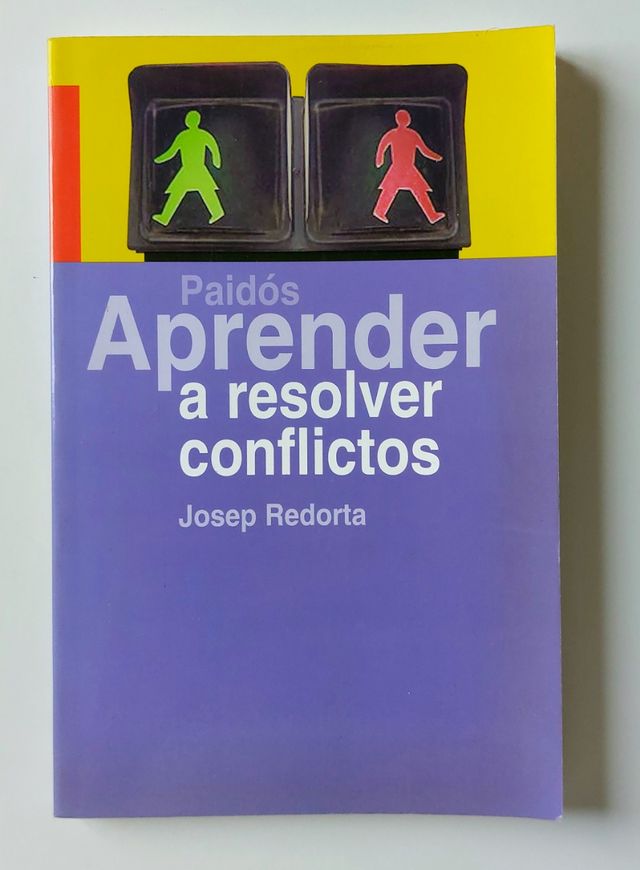 Paidós
Aprender
a resolver
conflictos
Josep Redorta